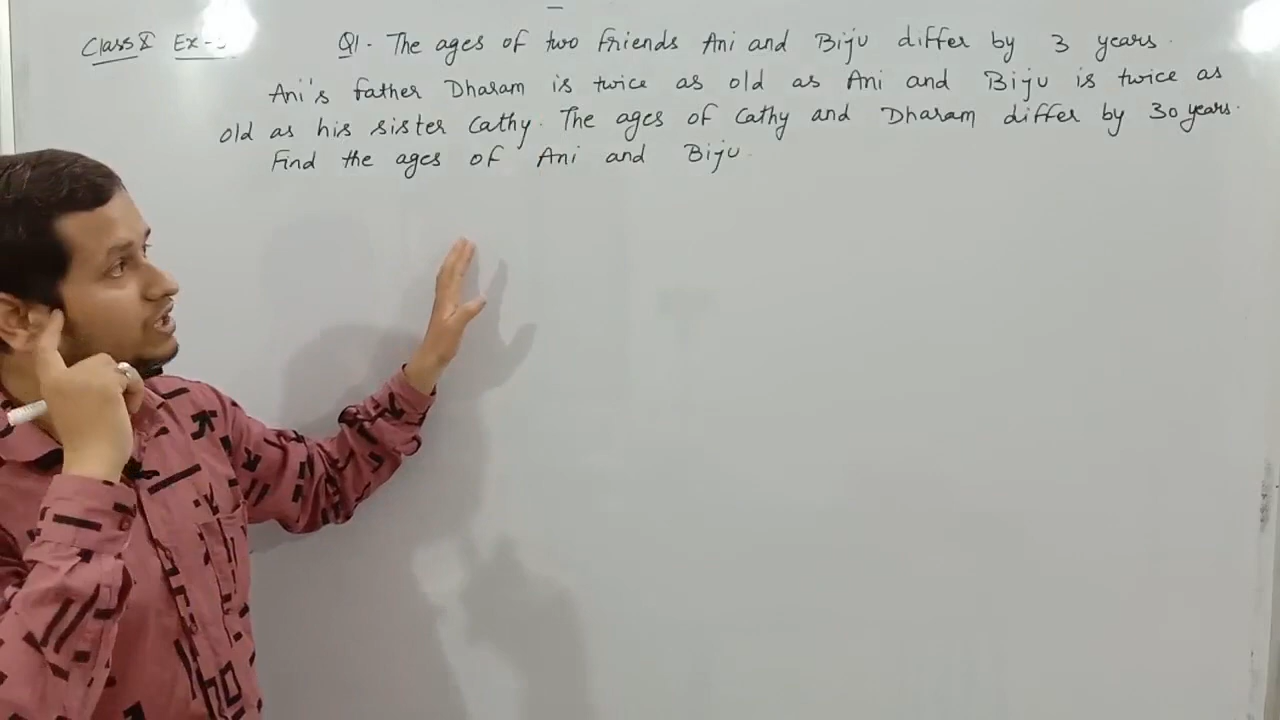 Class X Ex-
Q1. The ages of two friends Ani and Biju differ by 3 years.
Ani's father Dharam is twice as old as Ani and Biju is twice as
old as his sister Cathy. The ages of Cathy and Dharam differ by 30 years.
Find the ages of Ani and Biju.